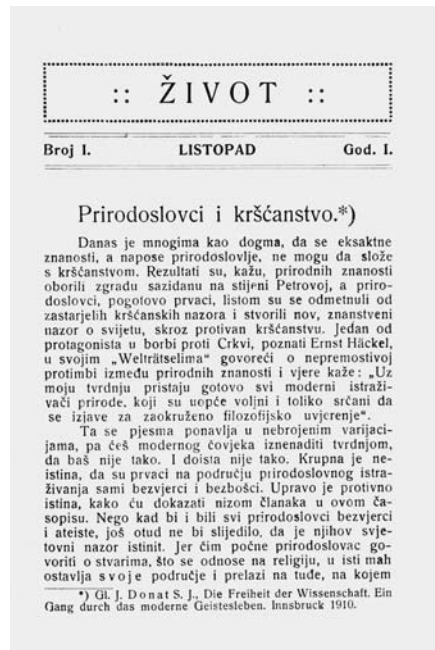 :: ŽIVOT ::
Broj I. LISTOPAD God. I.
Prirodoslovci i kršćanstvo.*)
Danas je mnogima kao dogma, da se eksaktne
znanosti, a napose prirodoslovlje, ne mogu da slože
s kršćanstvom. Rezultati su, kažu, prirodnih znanosti
oborili zgradu sazidanu na stijeni Petrovoj, a priro-
doslovci, pogotovo prvaci, listom su se odmetnuli od
zastarjelih kršćanskih nazora i stvorili nov, znanstveni
nazor o svijetu, skroz protivan kršćanstvu. Jedan od
protagonista u borbi proti Crkvi, poznati Ernst Häckel,
u svojim „Welträtselima“ govoreći o nepremostivoj
protimbi između prirodnih znanosti i vjere kaže: „Uz
moju tvrdnju pristaju gotovo svi moderni istraži-
vači prirode, koji su uopće voljni i toliko srčani da
se izjave za zaokruženo filozofijsko uvjerenje“.
Ta se pjesma ponavlja u nebrojenim varijaci-
jama, pa ćeš modernog čovjeka iznenaditi tvrdnjom,
da baš nije tako. I doista nije tako. Krupna je ne-
istina, da su prvaci na području prirodoslovnog istra-
živanja sami bezvjerci i bezbošci. Upravo je protivno
istina, kako ću dokazati nizom članaka u ovom ča-
sopisu. Nego kad bi i bili svi prirodoslovci bezvjerci
i ateiste, još otud ne bi slijedilo, da je njihov svje-
tovni nazor istinit. Jer čim počne prirodoslovac go-
voriti o stvarima, što se odnose na religiju, u isti mah
ostavlja svoje područje i prelazi na tuđe, na kojem
*) Gl. J. Donat S. J., Die Freiheit der Wissenschaft. Ein
Gang durch das moderne Geistesleben. Innsbruck 1910.